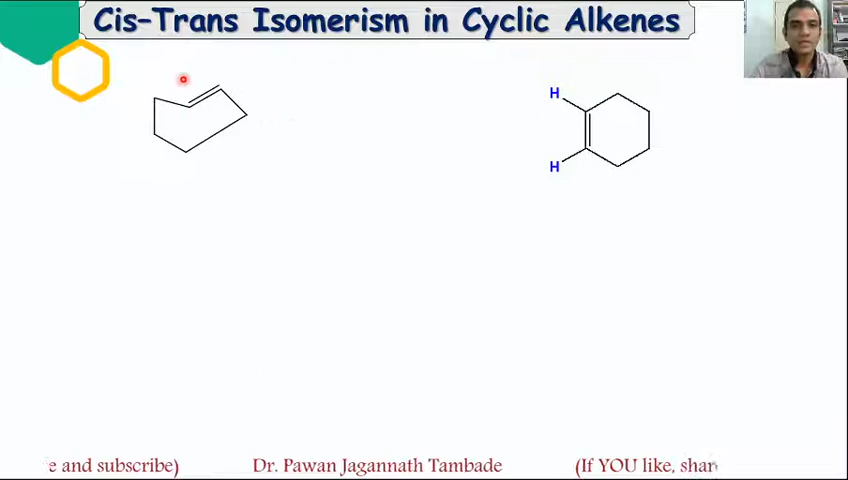 Cis–Trans Isomerism in Cyclic Alkenes
H
H
e and subscribe) Dr. Pawan Jagannath Tambade (If YOU like, shar